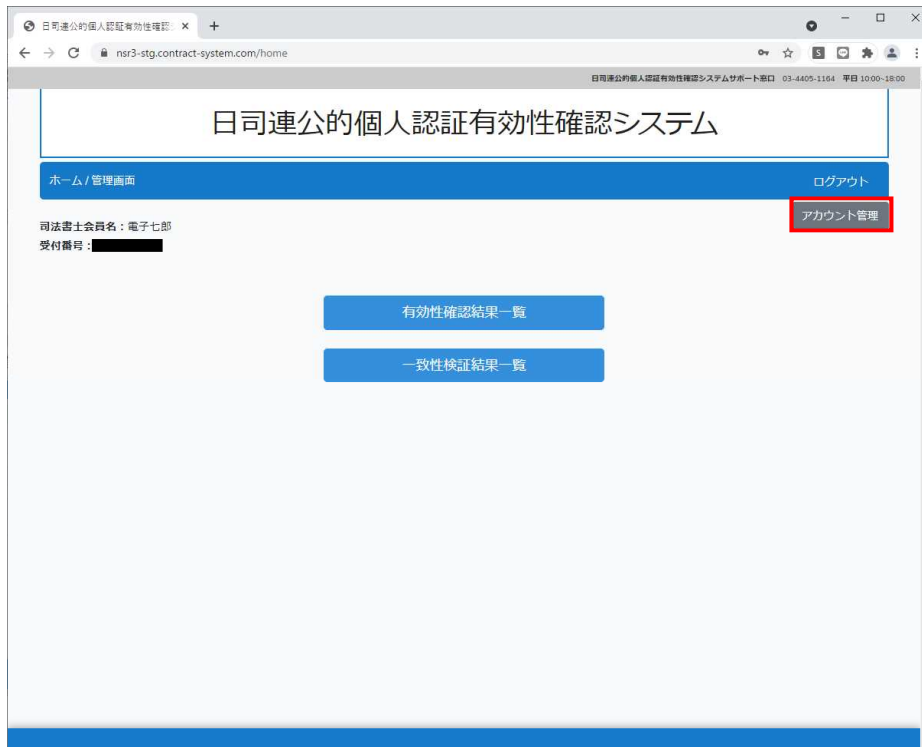 日司連公的個人認証有効性確認
nsr3-stg.contract-system.com/home
日司連公的個人認証有効性確認システムサポート窓口 03-4405-1164 平日 10:00~18:00
日司連公的個人認証有効性確認システム
ホーム / 管理画面
ログアウト
アカウント管理
司法書士会員名：電子七郎
受付番号：
有効性確認結果一覧
一致性検証結果一覧